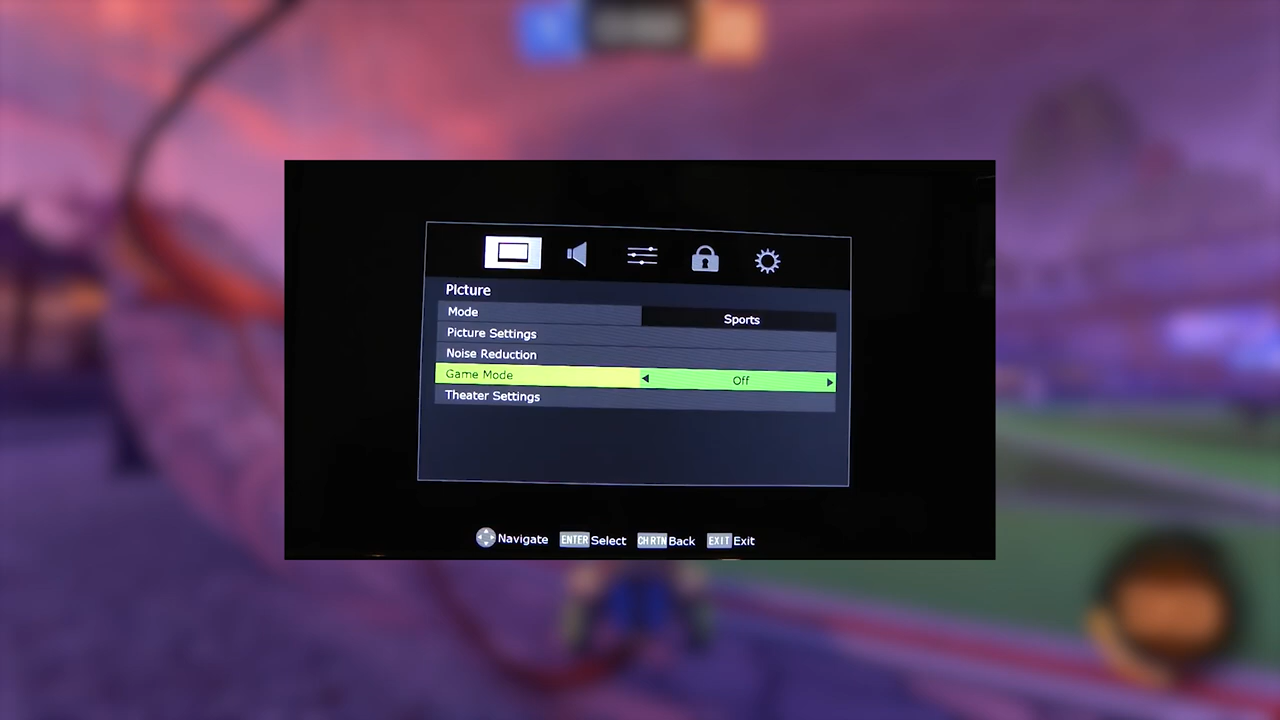 Picture
Mode Sports
Picture Settings
Noise Reduction
Game Mode Off
Theater Settings
Navigate ENTER Select CH RTN Back EXIT Exit